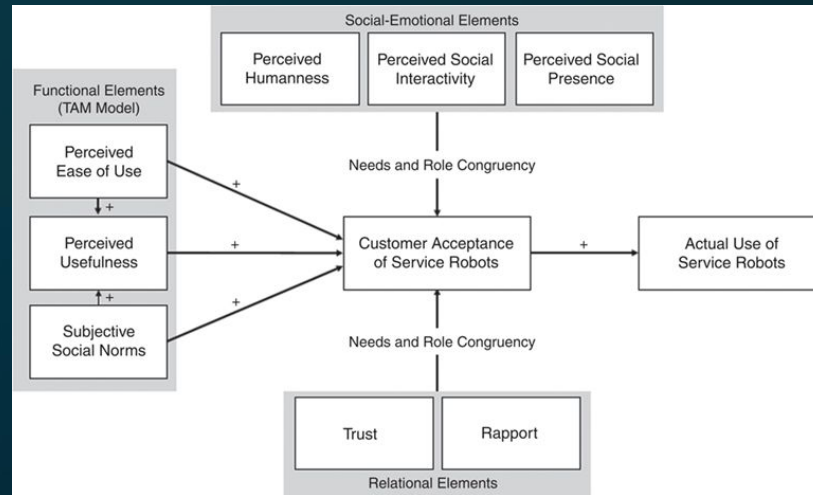 Social-Emotional Elements
Perceived
Humanness
Perceived Social
Interactivity
Perceived Social
Presence
Functional Elements
(TAM Model)
Perceived
Ease of Use
+
Perceived
Usefulness
+
Subjective
Social Norms
+
+
+
Needs and Role Congruency
Customer Acceptance
of Service Robots
+
Actual Use of
Service Robots
Needs and Role Congruency
Trust
Rapport
Relational Elements